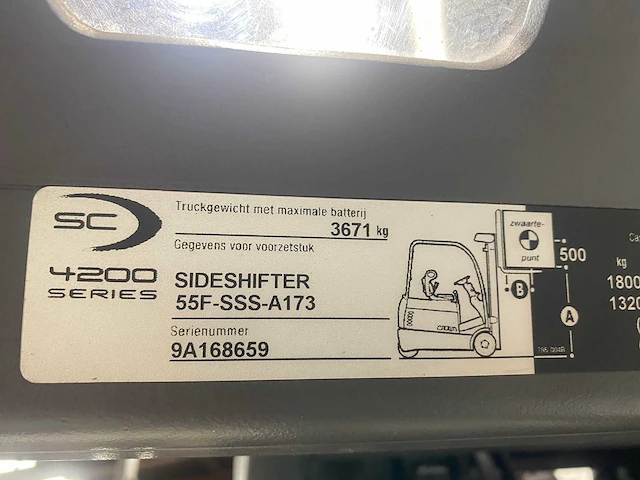 SC
4200
SERIES
Truckgewicht met maximale batterij
3671 kg
Gegevens voor voorzetstuk
SIDESHIFTER
55F-SSS-A173
Serienummer
9A168659
CROWN
zwaarte-
punt
500
B
A
kg
1800
1320